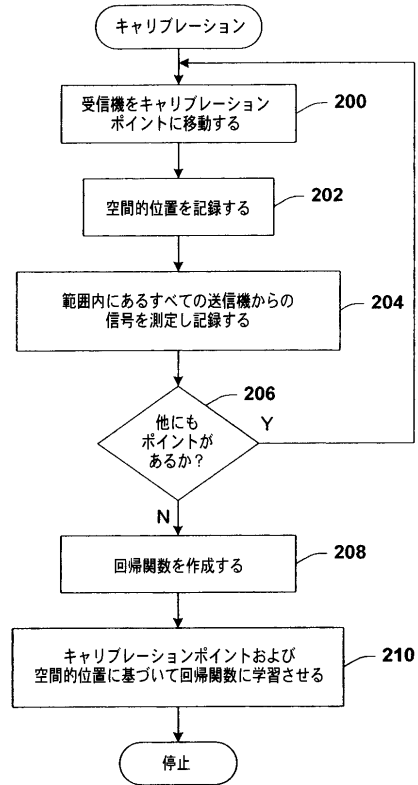 キャリブレーション
受信機をキャリブレーション
ポイントに移動する
200
空間的位置を記録する
202
範囲内にあるすべての送信機からの
信号を測定し記録する
204
206
他にも
ポイントが
あるか？
Y
N
回帰関数を作成する
208
キャリブレーションポイントおよび
空間的位置に基づいて回帰関数に学習させる
210
停止